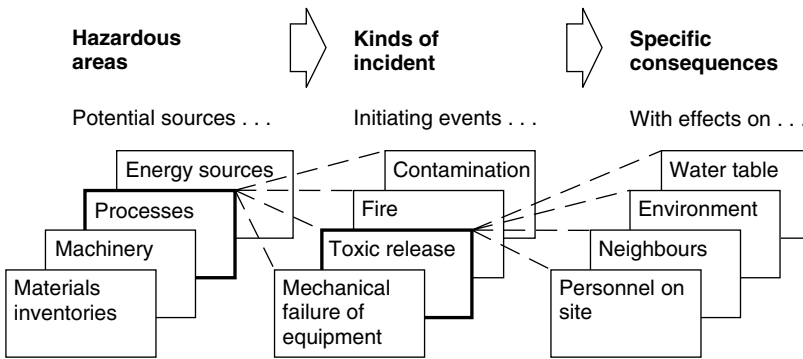 Hazardous
areas
Kinds of
incident
Specific
consequences
Potential sources . . .
Initiating events . . .
With effects on . . .
Energy sources
Processes
Machinery
Materials
inventories
Contamination
Fire
Toxic release
Mechanical
failure of
equipment
Water table
Environment
Neighbours
Personnel on
site